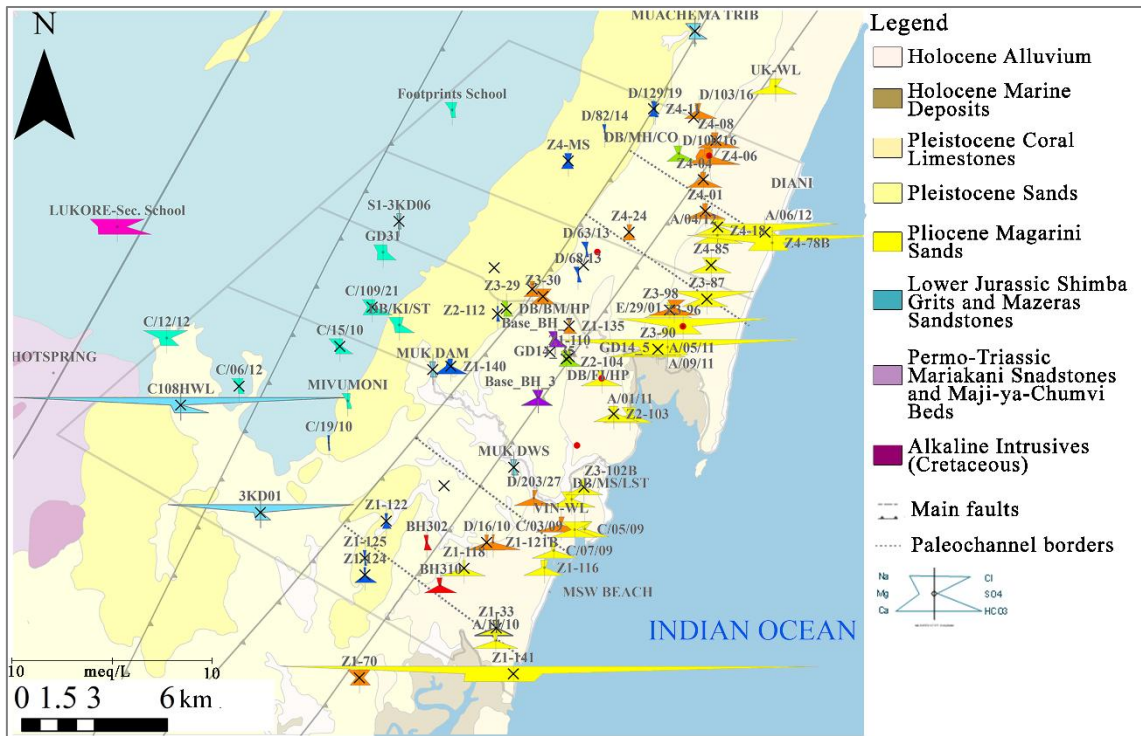 N
MUACHEMA TRIB
UK-WL
Footprints School
D/129/19
D/103/16
D/82/14
Z4-11
DB/MH/CO
Z4-08
Z4-MS
Z4-06
Z4-04
DIANI
LUKORE-Sec. School
S1-3KD06
Z4-01
A/04/12
A/06/12
Z4-24
Z4-18
Z4-78B
D/63/13
GD31
D/68/13
Z4-85
Z3-29
Z3-30
Z3-87
C/109/21
DB/KI/ST
Z2-112
DB/BM/HP
Z3-98
E/29/01
C/12/12
Base_BH_
Z1-135
Z3-90
HOTSPRING
C/15/10
GD14_5
A/05/11
MUK DAM
Z1-140
Z2-104
A/09/11
C/06/12
DB/FI/HP
C108HWL
MIVUMONI
Base_BH_3
A/01/11
Z2-103
C/19/10
MUK DWS
Z3-102B
D/203/27
DB/MS/LST
3KD01
Z1-122
VIN-WL
BH302
D/16/10
C/03/09
C/05/09
Z1-125
Z1-121B
Z1-124
Z1-118
C/07/09
BH310
Z1-116
MSW BEACH
Z1-33
INDIAN OCEAN
Z1-70
Z1-141
10
meq/L
10
0 1.5 3 6 km
Legend
Holocene Alluvium
Holocene Marine
Deposits
Pleistocene Coral
Limestones
Pleistocene Sands
Pliocene Magarini
Sands
Lower Jurassic Shimba
Grits and Mazeras
Sandstones
Permo-Triassic
Mariakani Snadstones
and Maji-ya-Chumvi
Beds
Alkaline Intrusives
(Cretaceous)
Main faults
Paleochannel borders
Na Cl
Mg SO4
Ca HCO3